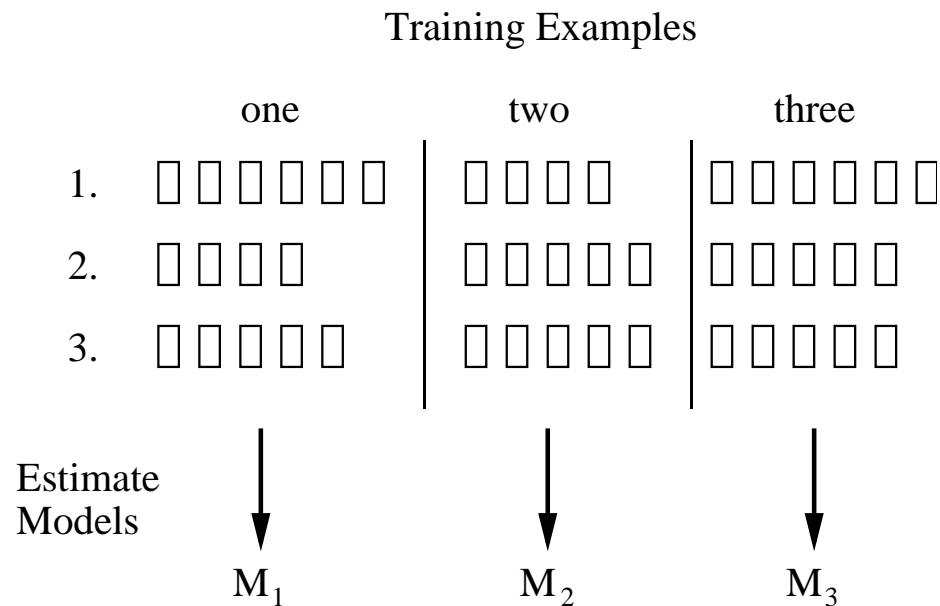 Training Examples
one two three
1.
2.
3.
Estimate
Models
M1 M2 M3